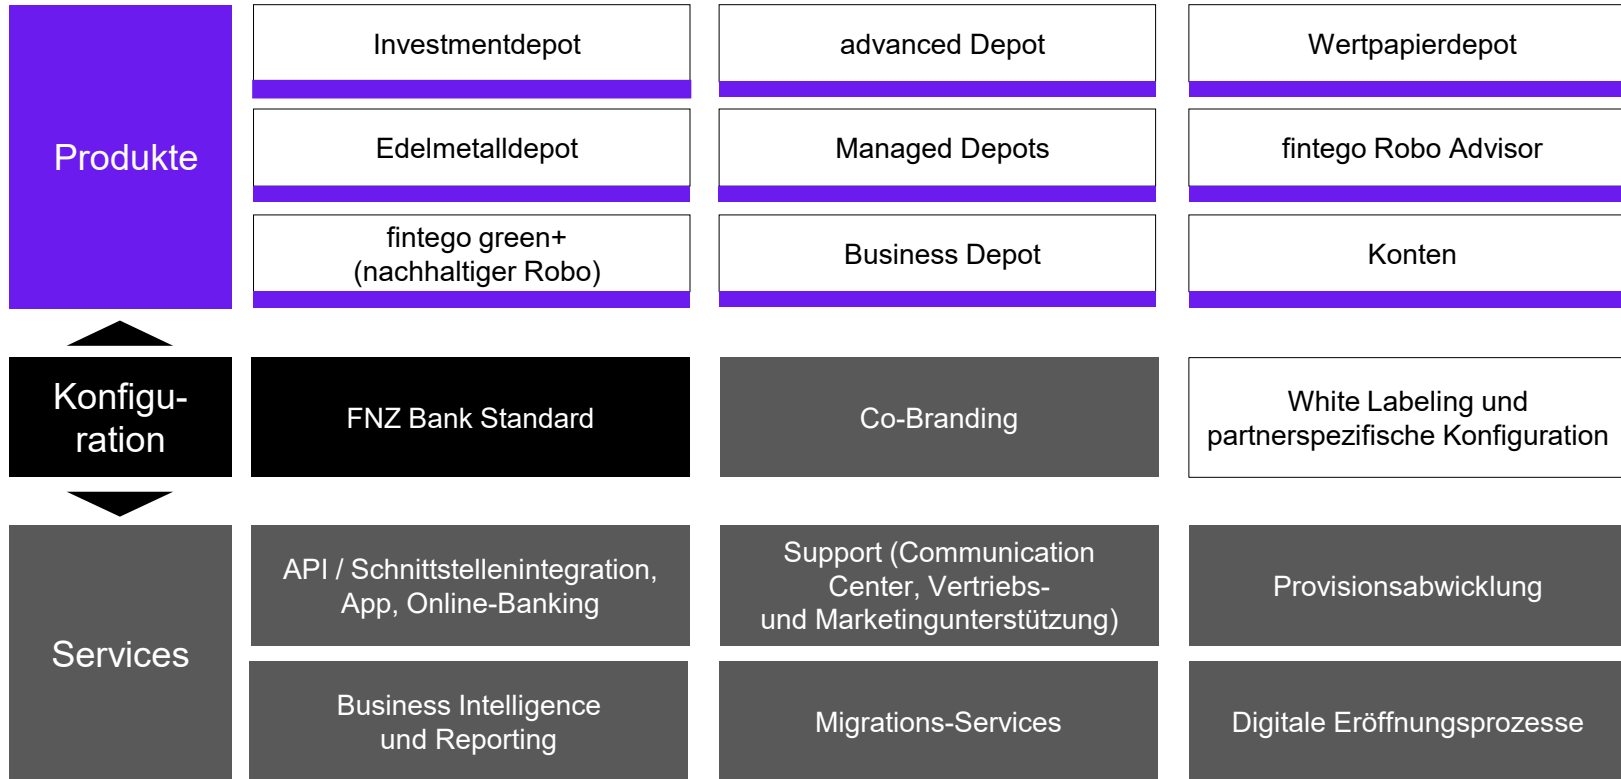 Produkte
Investmentdepot
advanced Depot
Wertpapierdepot
Edelmetalldepot
Managed Depots
fintego Robo Advisor
fintego green+
(nachhaltiger Robo)
Business Depot
Konten
Konfigu-
ration
FNZ Bank Standard
Co-Branding
White Labeling und
partnerspezifische Konfiguration
Services
API / Schnittstellenintegration,
App, Online-Banking
Support (Communication
Center, Vertriebs-
und Marketingunterstützung)
Provisionsabwicklung
Business Intelligence
und Reporting
Migrations-Services
Digitale Eröffnungsprozesse